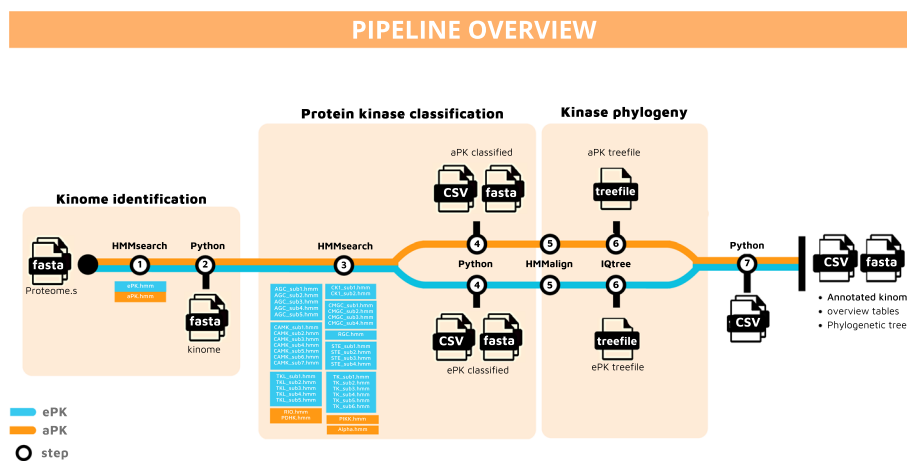 PIPELINE OVERVIEW
Protein kinase classification
Kinase phylogeny
Kinome identification
aPK classified
aPK treefile
CSV
fasta
treefile
HMMsearch
Python
HMMsearch
Python
4
5
6
fasta
Proteome.s
1
2
3
Python
HMMalign
IQtree
7
CSV
fasta
4
5
6
ePK.hmm
aPK.hmm
fasta
kinome
AGC_sub1.hmm
AGC_sub2.hmm
AGC_sub3.hmm
AGC_sub4.hmm
AGC_sub5.hmm
CAMK_sub1.hmm
CAMK_sub2.hmm
CAMK_sub3.hmm
CAMK_sub4.hmm
CAMK_sub5.hmm
CAMK_sub6.hmm
CAMK_sub7.hmm
TKL_sub1.hmm
TKL_sub2.hmm
TKL_sub3.hmm
TKL_sub4.hmm
TKL_sub5.hmm
RIO.hmm
PDHK.hmm
CK1_sub1.hmm
CK1_sub2.hmm
CMGC_sub1.hmm
CMGC_sub2.hmm
CMGC_sub3.hmm
CMGC_sub4.hmm
RGC.hmm
STE_sub1.hmm
STE_sub2.hmm
STE_sub3.hmm
STE_sub4.hmm
TK_sub1.hmm
TK_sub2.hmm
TK_sub3.hmm
TK_sub4.hmm
TK_sub5.hmm
TK_sub6.hmm
Alpha.hmm
CSV
fasta
ePK classified
treefile
ePK treefile
CSV
• Annotated kinom
• overview tables
• Phylogenetic tree
ePK
aPK
step